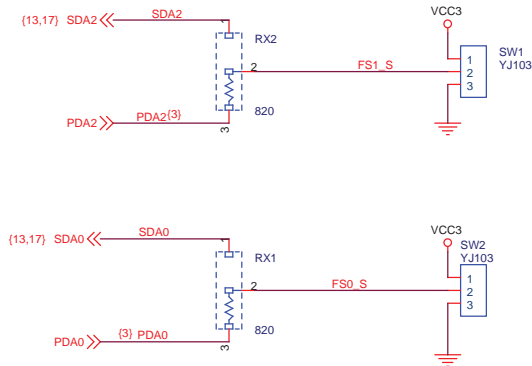 {13,17} SDA2 SDA2
VCC3
1 RX2 SW1
YJ103
2 FS1_S 1
2
3
PDA2 PDA2{3} 820
3
{13,17} SDA0 SDA0
VCC3
1 RX1 SW2
YJ103
2 FS0_S 1
2
3
{3} PDA0
PDA0 820
3